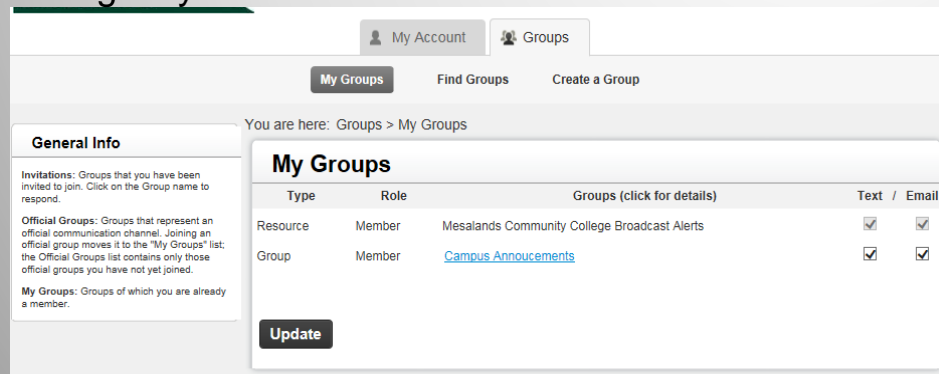 My Account Groups
My Groups Find Groups Create a Group
You are here: Groups > My Groups
General Info
Invitations: Groups that you have been
invited to join. Click on the Group name to
respond.
Official Groups: Groups that represent an
official communication channel. Joining an
official group moves it to the "My Groups" list;
the Official Groups list contains only those
official groups you have not yet joined.
My Groups: Groups of which you are already
a member.
My Groups
Type Role Groups (click for details) Text / Email
Resource Member Mesalands Community College Broadcast Alerts
Group Member Campus Annoucements
Update